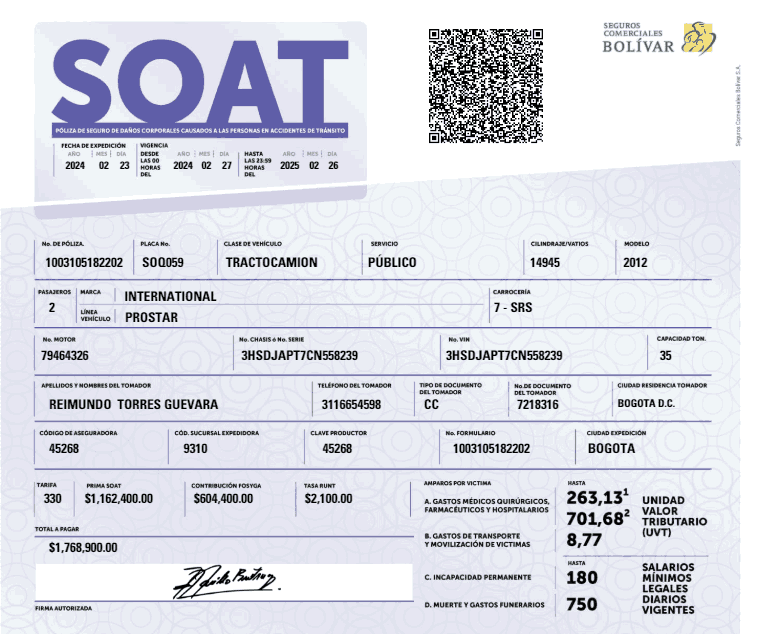 SEGUROS
COMERCIALES
BOLÍVAR
Seguros Comerciales Bolívar S.A.
SOAT
PÓLIZA DE SEGURO DE DAÑOS CORPORALES CAUSADOS A LAS PERSONAS EN ACCIDENTES DE TRÁNSITO
FECHA DE EXPEDICIÓN
AÑO MES DÍA
2024 02 23
VIGENCIA
DESDE
LAS 00
HORAS
DEL
AÑO MES DÍA
2024 02 27
HASTA
LAS 23:59
HORAS
DEL
AÑO MES DÍA
2025 02 26
No. DE PÓLIZA. PLACA No. CLASE DE VEHÍCULO SERVICIO CILINDRAJE/VATIOS MODELO
1003105182202 SOQ059 TRACTOCAMION PÚBLICO 14945 2012
PASAJEROS MARCA INTERNATIONAL CARROCERÍA
2 LÍNEA VEHÍCULO PROSTAR 7 - SRS
No. MOTOR No. CHASIS ó No. SERIE No. VIN CAPACIDAD TON.
79464326 3HSDJAPT7CN558239 3HSDJAPT7CN558239 35
APELLIDOS Y NOMBRES DEL TOMADOR TELÉFONO DEL TOMADOR TIPO DE DOCUMENTO DEL TOMADOR No.DE DOCUMENTO DEL TOMADOR CIUDAD RESIDENCIA TOMADOR
REIMUNDO TORRES GUEVARA 3116654598 CC 7218316 BOGOTA D.C.
CÓDIGO DE ASEGURADORA CÓD. SUCURSAL EXPEDIDORA CLAVE PRODUCTOR No. FORMULARIO CIUDAD EXPEDICIÓN
45268 9310 45268 1003105182202 BOGOTA
TARIFA PRIMA SOAT CONTRIBUCIÓN FOSYGA TASA RUNT
330 $1,162,400.00 $604,400.00 $2,100.00
TOTAL A PAGAR
$1,768,900.00
FIRMA AUTORIZADA
AMPAROS POR VICTIMA HASTA
A. GASTOS MÉDICOS QUIRÚRGICOS,
FARMACÉUTICOS Y HOSPITALARIOS
263,13¹
701,68²
B. GASTOS DE TRANSPORTE
Y MOVILIZACIÓN DE VICTIMAS
8,77
UNIDAD
VALOR
TRIBUTARIO
(UVT)
HASTA
C. INCAPACIDAD PERMANENTE 180
D. MUERTE Y GASTOS FUNERARIOS 750
SALARIOS
MÍNIMOS
LEGALES
DIARIOS
VIGENTES